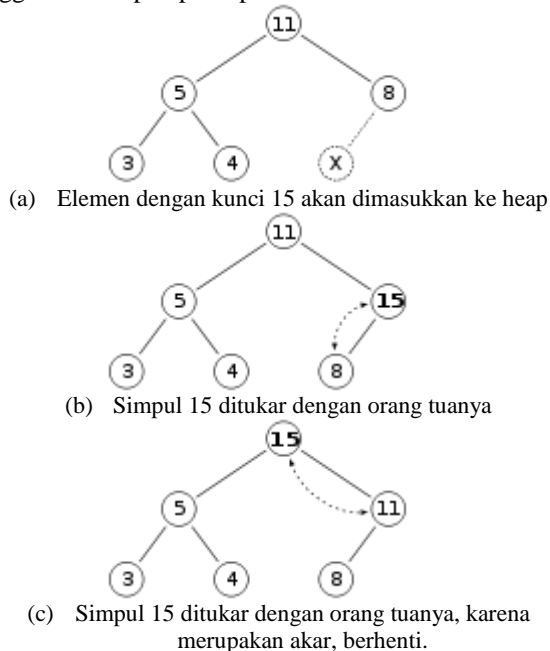 11
5 8
3 4 X
(a) Elemen dengan kunci 15 akan dimasukkan ke heap
11
5 15
3 4 8
(b) Simpul 15 ditukar dengan orang tuanya
15
5 11
3 4 8
(c) Simpul 15 ditukar dengan orang tuanya, karena
merupakan akar, berhenti.